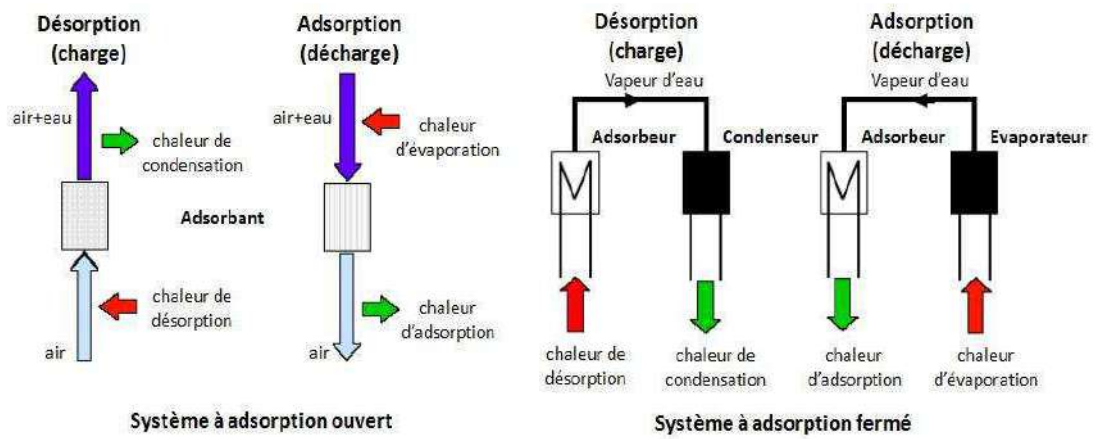 Désorption
(charge)
air+eau
chaleur de
condensation
chaleur de
désorption
air
Adsorbant
Adsorption
(décharge)
air+eau
chaleur
d'évaporation
chaleur
d'adsorption
air
Système à adsorption ouvert
Désorption
(charge)
Vapeur d'eau
Adsorbeur
Condenseur
chaleur de
désorption
chaleur de
condensation
Adsorption
(décharge)
Vapeur d'eau
Adsorbeur
Evaporateur
chaleur
d'adsorption
chaleur
d'évaporation
Système à adsorption fermé